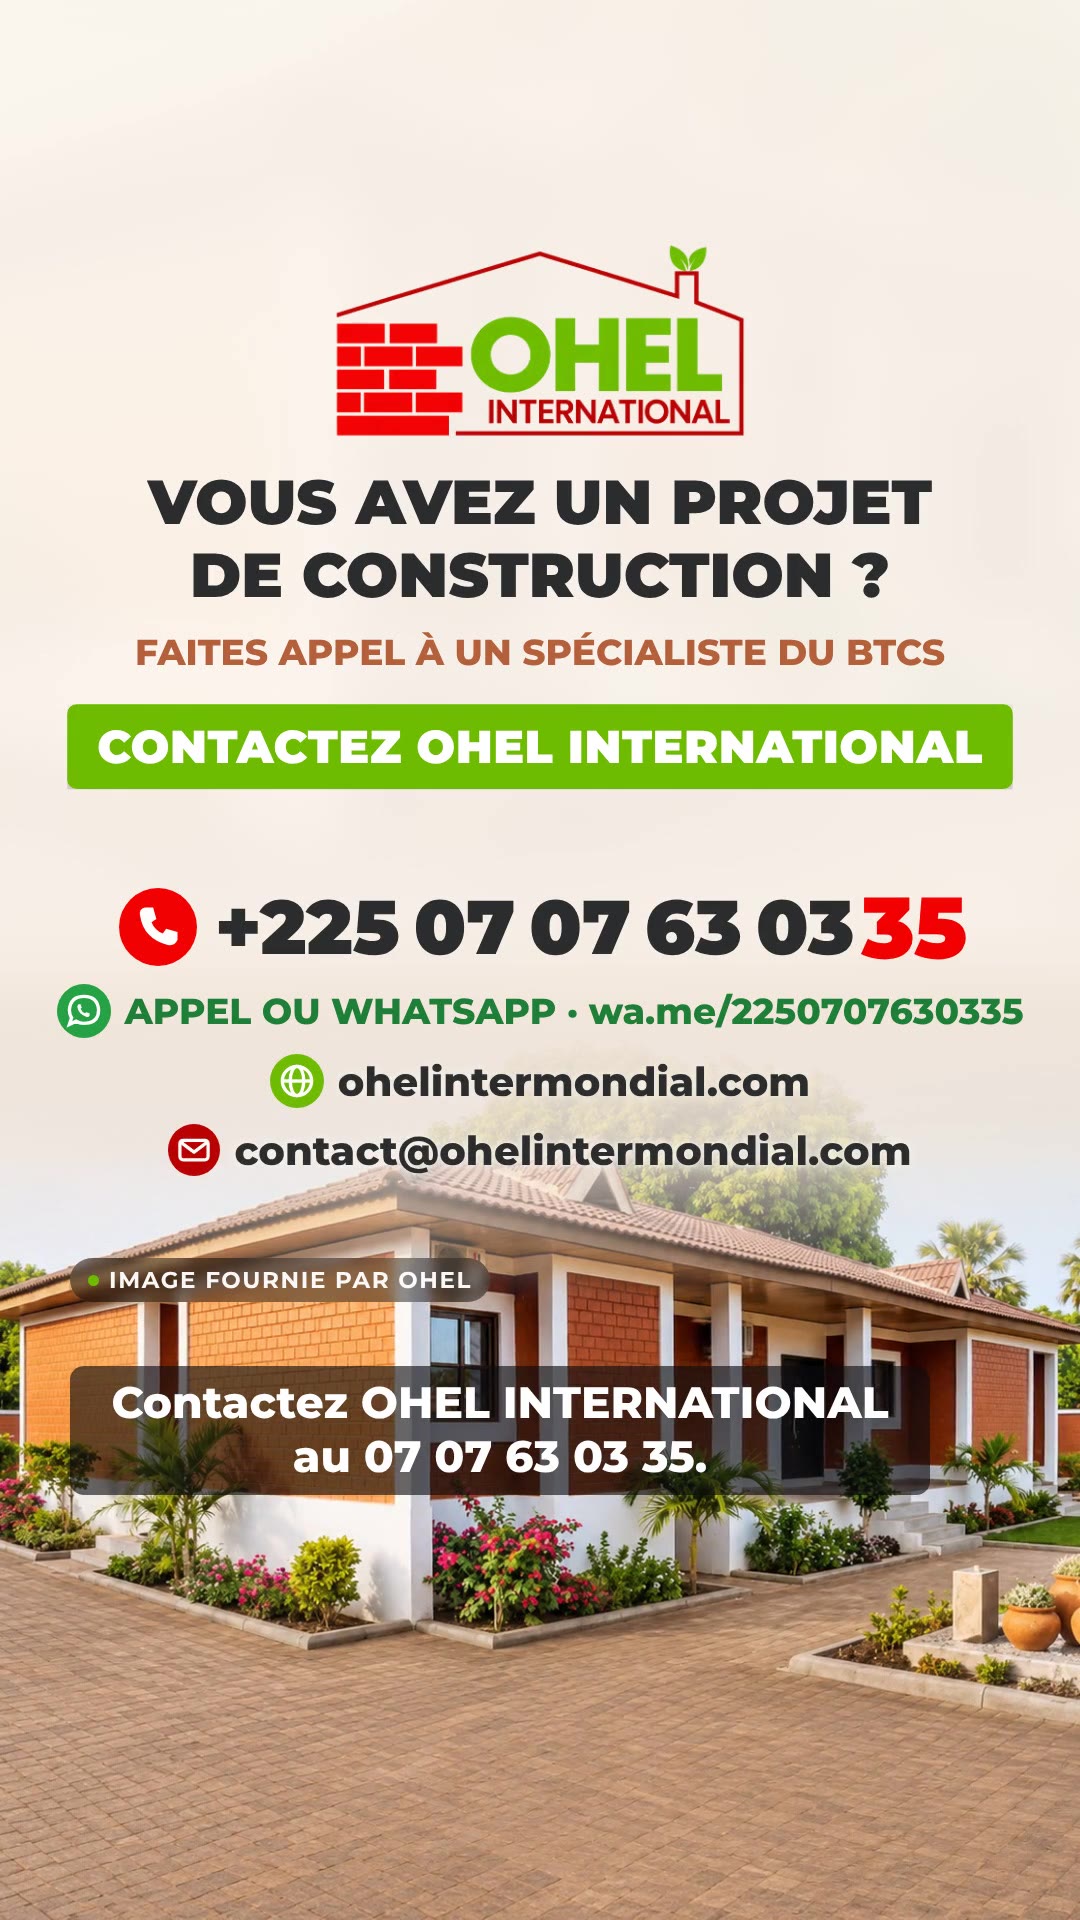 OHEL
INTERNATIONAL
VOUS AVEZ UN PROJET
DE CONSTRUCTION ?
FAITES APPEL À UN SPÉCIALISTE DU BTCS
CONTACTEZ OHEL INTERNATIONAL
+225 07 07 63 03 35
APPEL OU WHATSAPP · wa.me/2250707630335
ohelintermondial.com
contact@ohelintermondial.com
IMAGE FOURNIE PAR OHEL
Contactez OHEL INTERNATIONAL
au 07 07 63 03 35.